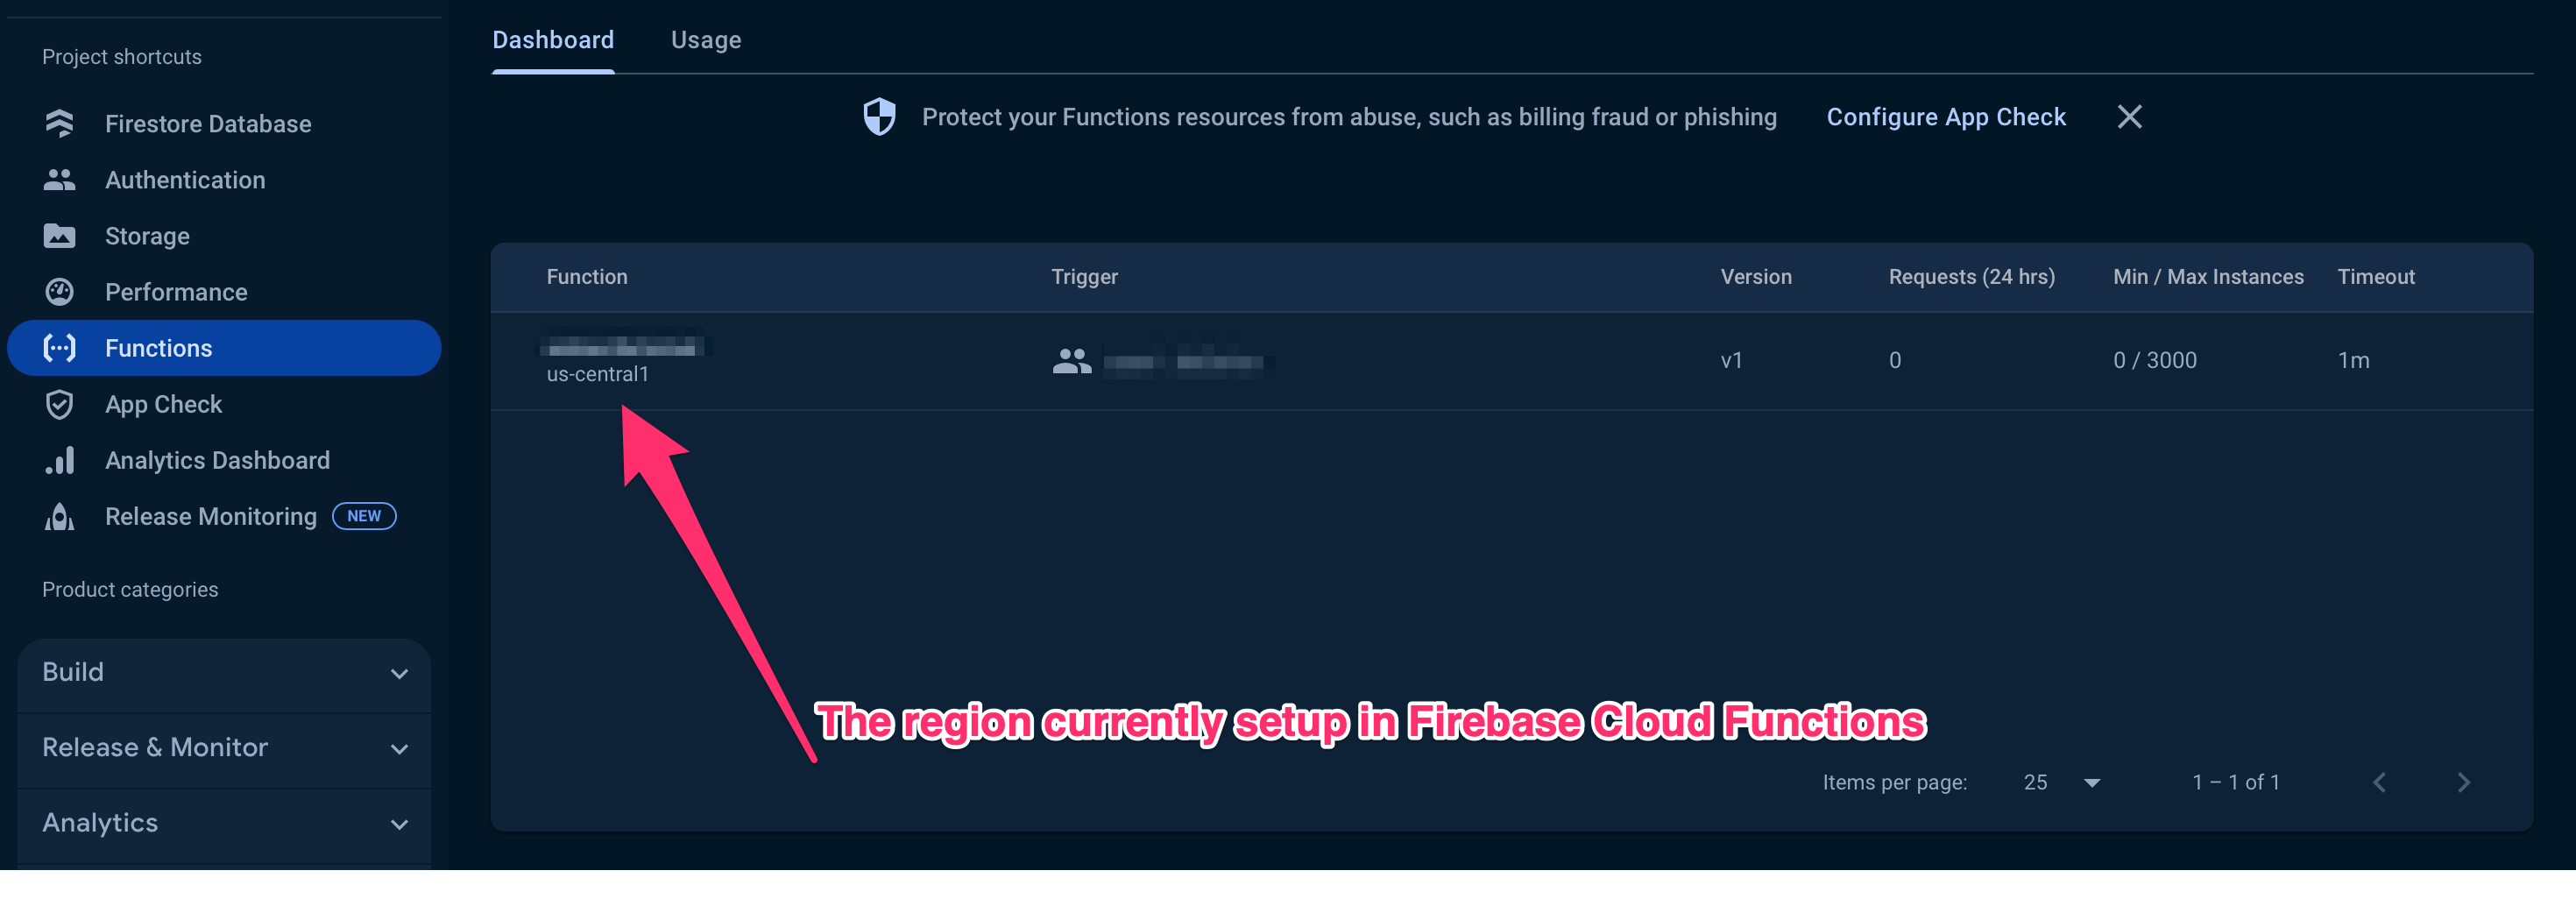 Project shortcuts
Firestore Database
Authentication
Storage
Performance
Functions
App Check
Analytics Dashboard
Release Monitoring NEW
Product categories
Build
Release & Monitor
Analytics
Dashboard Usage
Protect your Functions resources from abuse, such as billing fraud or phishing Configure App Check
Function Trigger Version Requests (24 hrs) Min / Max Instances Timeout
us-central1 v1 0 0 / 3000 1m
The region currently setup in Firebase Cloud Functions
Items per page: 25 1 – 1 of 1